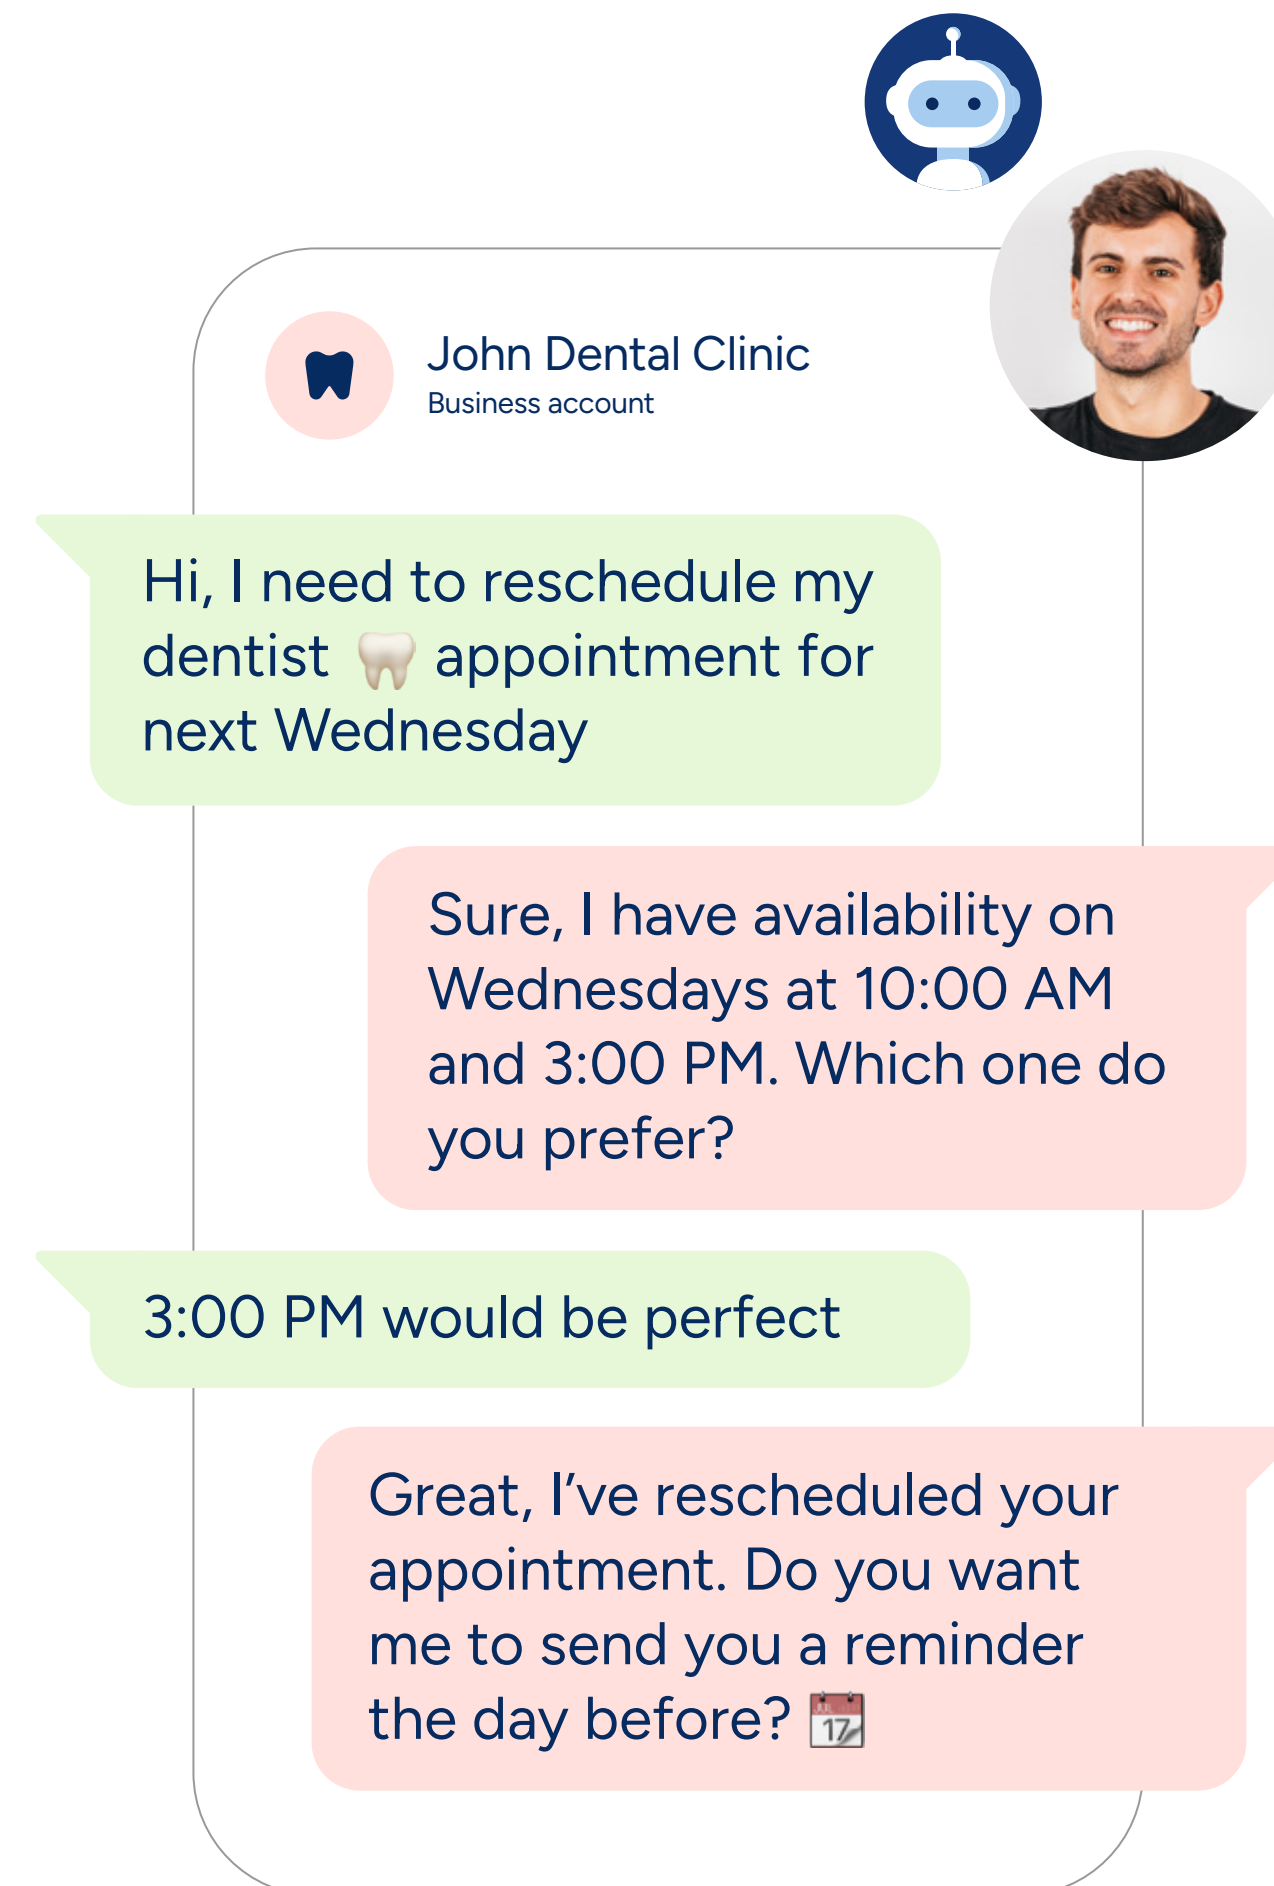 John Dental Clinic
Business account
Hi, I need to reschedule my
dentist 🦷 appointment for
next Wednesday
Sure, I have availability on
Wednesdays at 10:00 AM
and 3:00 PM. Which one do
you prefer?
3:00 PM would be perfect
Great, I’ve rescheduled your
appointment. Do you want
me to send you a reminder
the day before? 📆